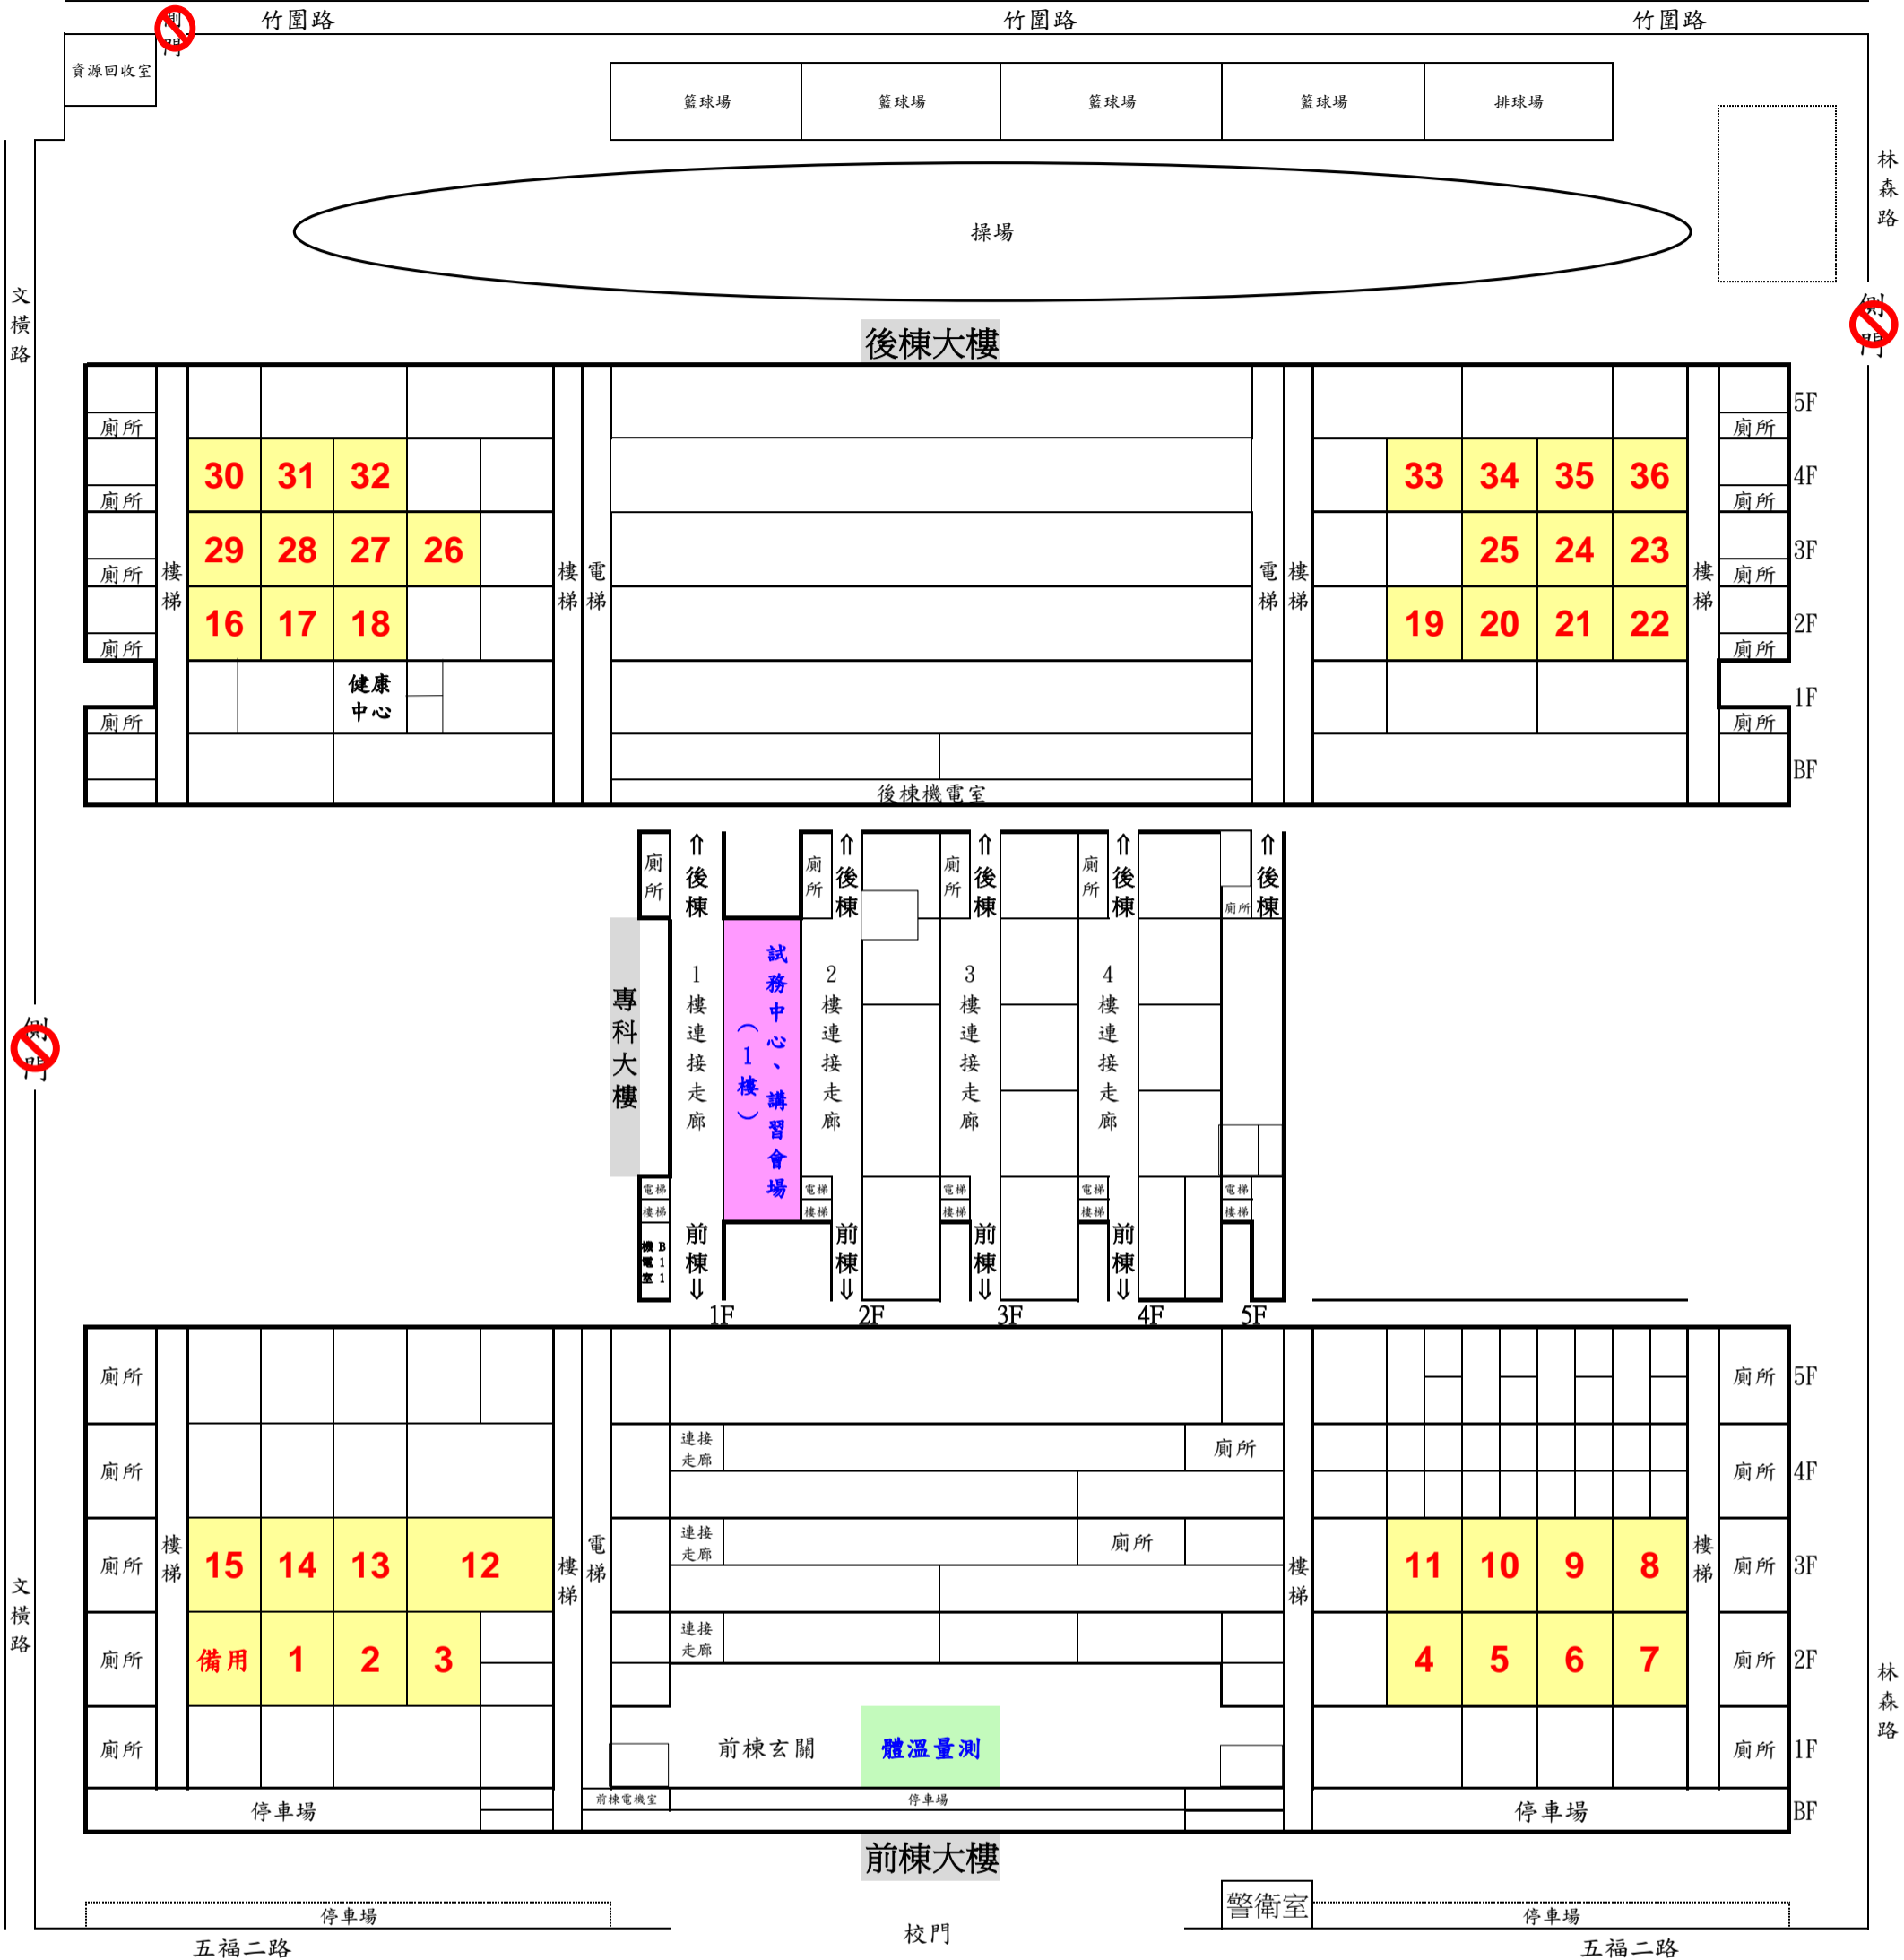 竹圍路
竹圍路
竹圍路
側門
資源回收室
籃球場
籃球場
籃球場
籃球場
排球場
林森路
操場
文橫路
側門
後棟大樓
5F
廁所
廁所
30
31
32
33
34
35
36
4F
廁所
廁所
29
28
27
26
25
24
23
3F
廁所
廁所
樓梯
樓梯
電梯
電梯
樓梯
樓梯
16
17
18
19
20
21
22
2F
廁所
廁所
健康
中心
1F
廁所
廁所
BF
後棟機電室
廁所
⇑後棟
廁所
⇑後棟
廁所
⇑後棟
廁所
⇑後棟
廁所
⇑後棟
專科大樓
1樓連接走廊
試務中心、講習會場
(1樓)
2樓連接走廊
3樓連接走廊
4樓連接走廊
側門
電梯
電梯
電梯
電梯
電梯
樓梯
樓梯
樓梯
樓梯
樓梯
B11
機電室
前棟⇓
前棟⇓
前棟⇓
前棟⇓
1F
2F
3F
4F
5F
廁所
廁所
5F
連接
走廊
廁所
廁所
廁所
4F
連接
走廊
廁所
廁所
樓梯
15
14
13
12
樓梯
電梯
樓梯
11
10
9
8
樓梯
廁所
3F
文橫路
連接
走廊
廁所
備用
1
2
3
4
5
6
7
廁所
2F
林森路
廁所
前棟玄關
體溫量測
廁所
1F
停車場
前棟電機室
停車場
停車場
BF
前棟大樓
警衛室
停車場
停車場
校門
五福二路
五福二路